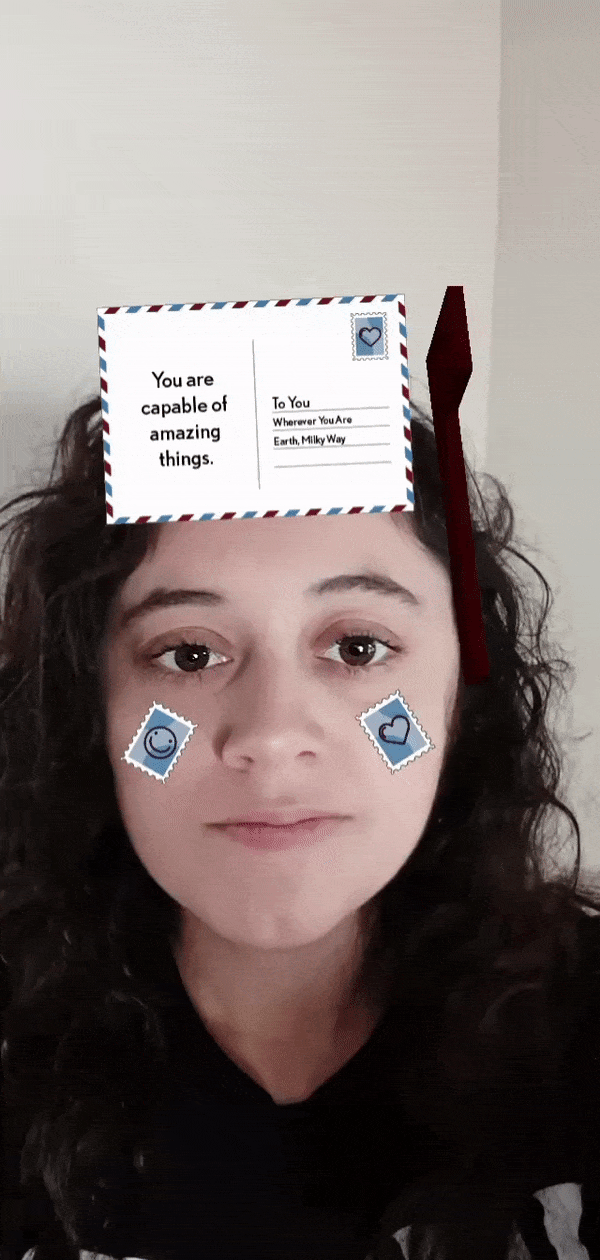 You are
capable of
amazing
things.
To You
Wherever You Are
Earth, Milky Way